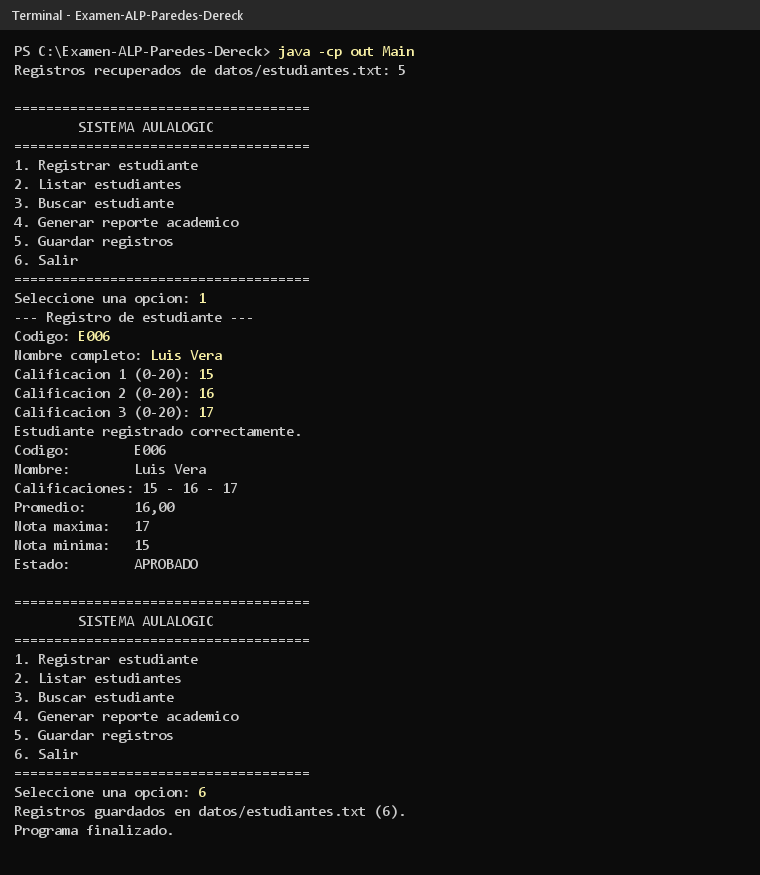 Terminal - Examen-ALP-Paredes-Dereck
PS C:\Examen-ALP-Paredes-Dereck> java -cp out Main
Registros recuperados de datos/estudiantes.txt: 5
=====================================
SISTEMA AULALOGIC
=====================================
1. Registrar estudiante
2. Listar estudiantes
3. Buscar estudiante
4. Generar reporte academico
5. Guardar registros
6. Salir
=====================================
Seleccione una opcion: 1
--- Registro de estudiante ---
Codigo: E006
Nombre completo: Luis Vera
Calificacion 1 (0-20): 15
Calificacion 2 (0-20): 16
Calificacion 3 (0-20): 17
Estudiante registrado correctamente.
Codigo:        E006
Nombre:        Luis Vera
Calificaciones: 15 - 16 - 17
Promedio:      16,00
Nota maxima:   17
Nota minima:   15
Estado:        APROBADO
=====================================
SISTEMA AULALOGIC
=====================================
1. Registrar estudiante
2. Listar estudiantes
3. Buscar estudiante
4. Generar reporte academico
5. Guardar registros
6. Salir
=====================================
Seleccione una opcion: 6
Registros guardados en datos/estudiantes.txt (6).
Programa finalizado.